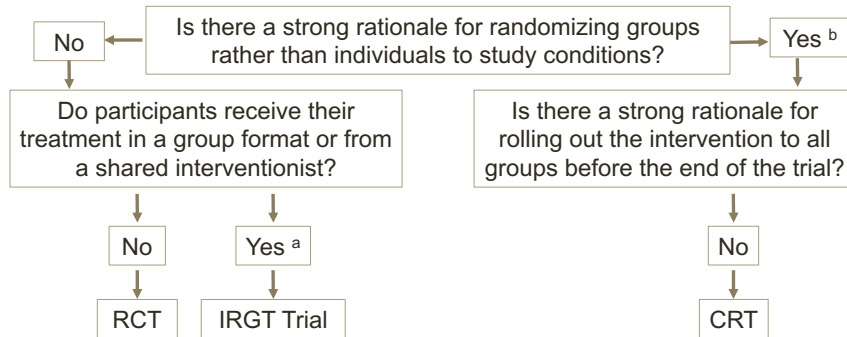 Is there a strong rationale for randomizing groups
rather than individuals to study conditions?
No
Yes b
Do participants receive their
treatment in a group format or from
a shared interventionist?
Is there a strong rationale for
rolling out the intervention to all
groups before the end of the trial?
No
Yes a
No
RCT
IRGT Trial
CRT